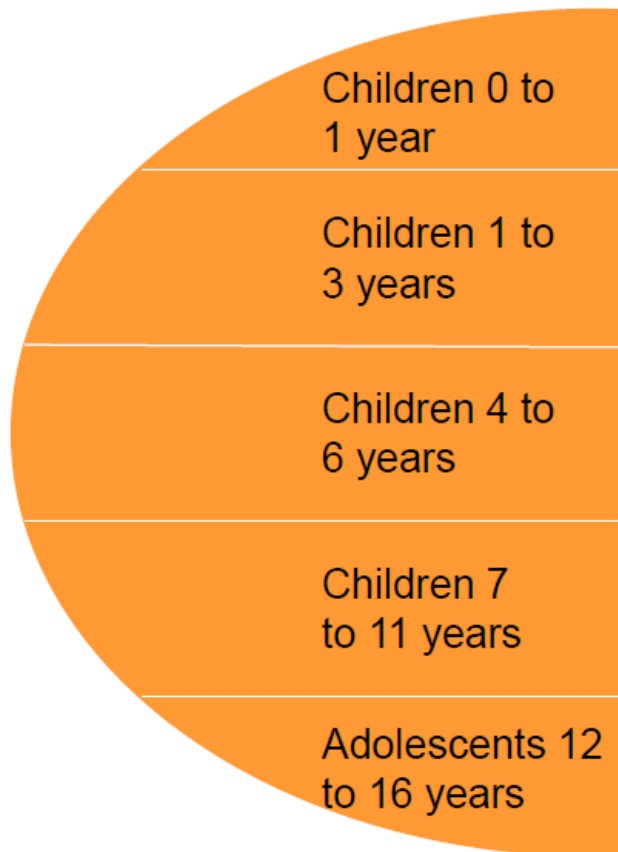 Children 0 to
1 year
Children 1 to
3 years
Children 4 to
6 years
Children 7
to 11 years
Adolescents 12
to 16 years